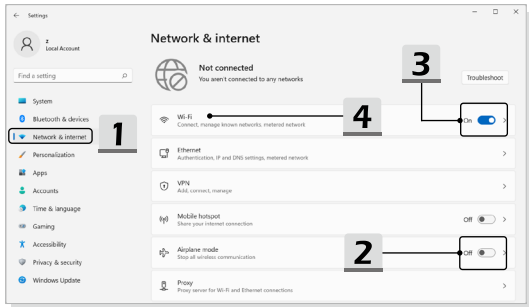 Settings
z
Local Account
Find a setting
System
Bluetooth & devices
Network & internet
Personalization
Apps
Accounts
Time & language
Gaming
Accessibility
Privacy & security
Windows Update
1
Network & internet
Not connected
You aren't connected to any networks
Troubleshoot
3
Wi-Fi
Connect, manage known networks, metered network
4
On
Ethernet
Authentication, IP and DNS settings, metered network
VPN
Add, connect, manage
Mobile hotspot
Share your internet connection
Off
Airplane mode
Stop all wireless communication
2
Off
Proxy
Proxy server for Wi-Fi and Ethernet connections